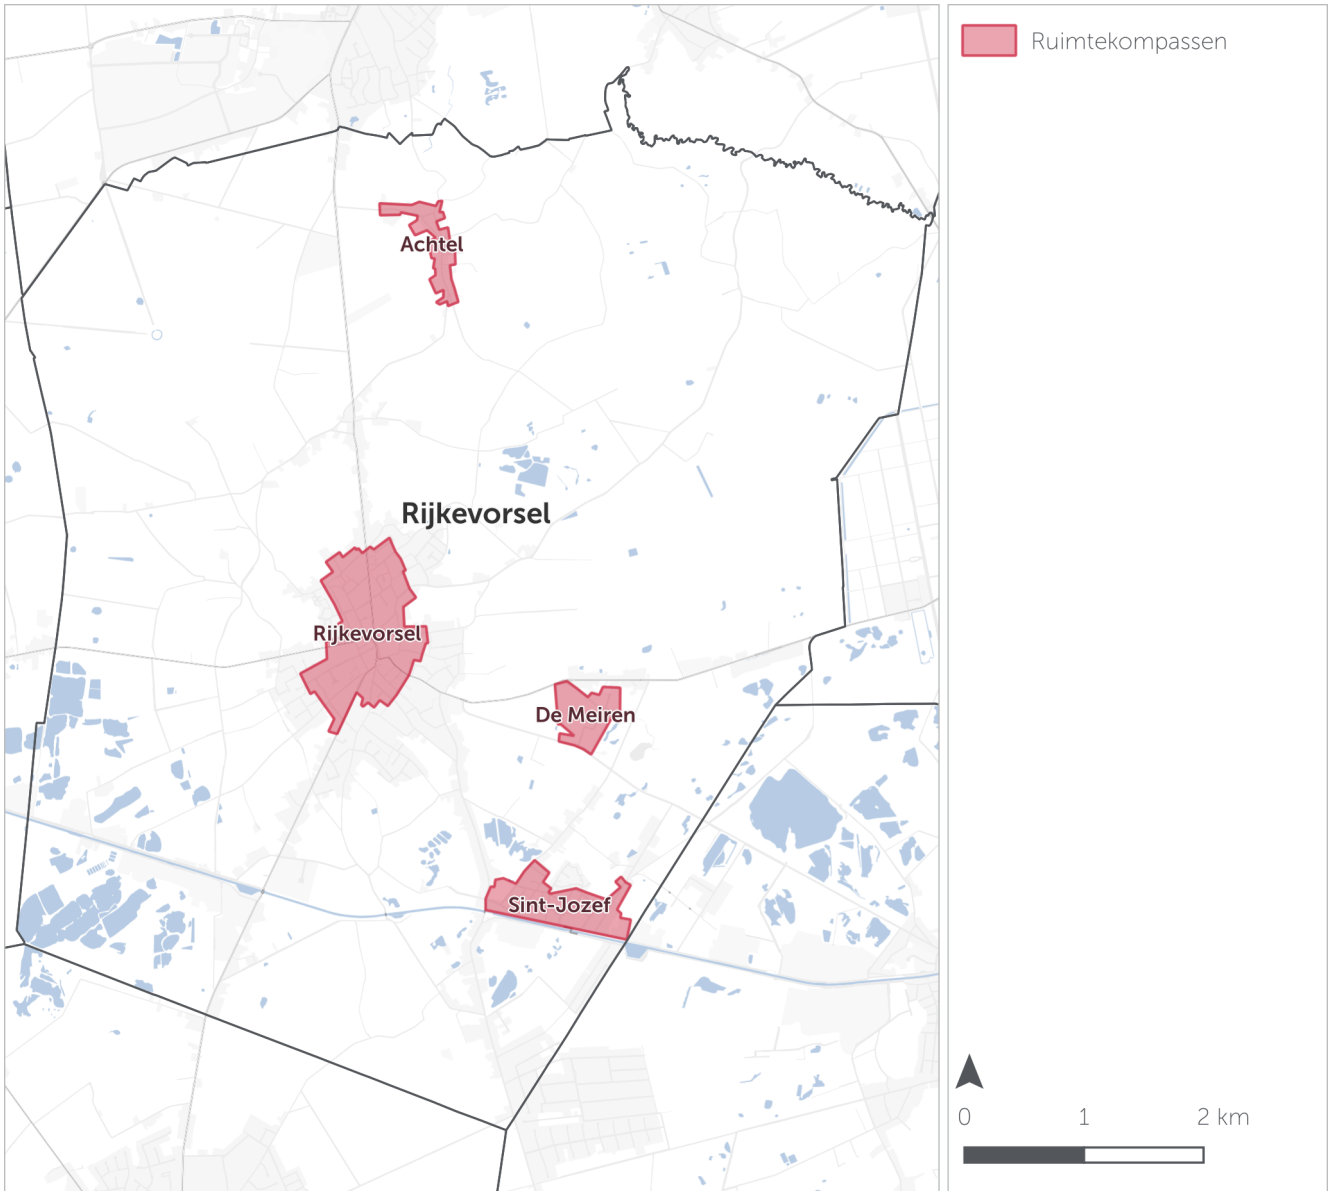 Ruimtekompassen
Achtel
Rijkevorsel
Rijkevorsel
De Meiren
Sint-Jozef
0 1 2 km